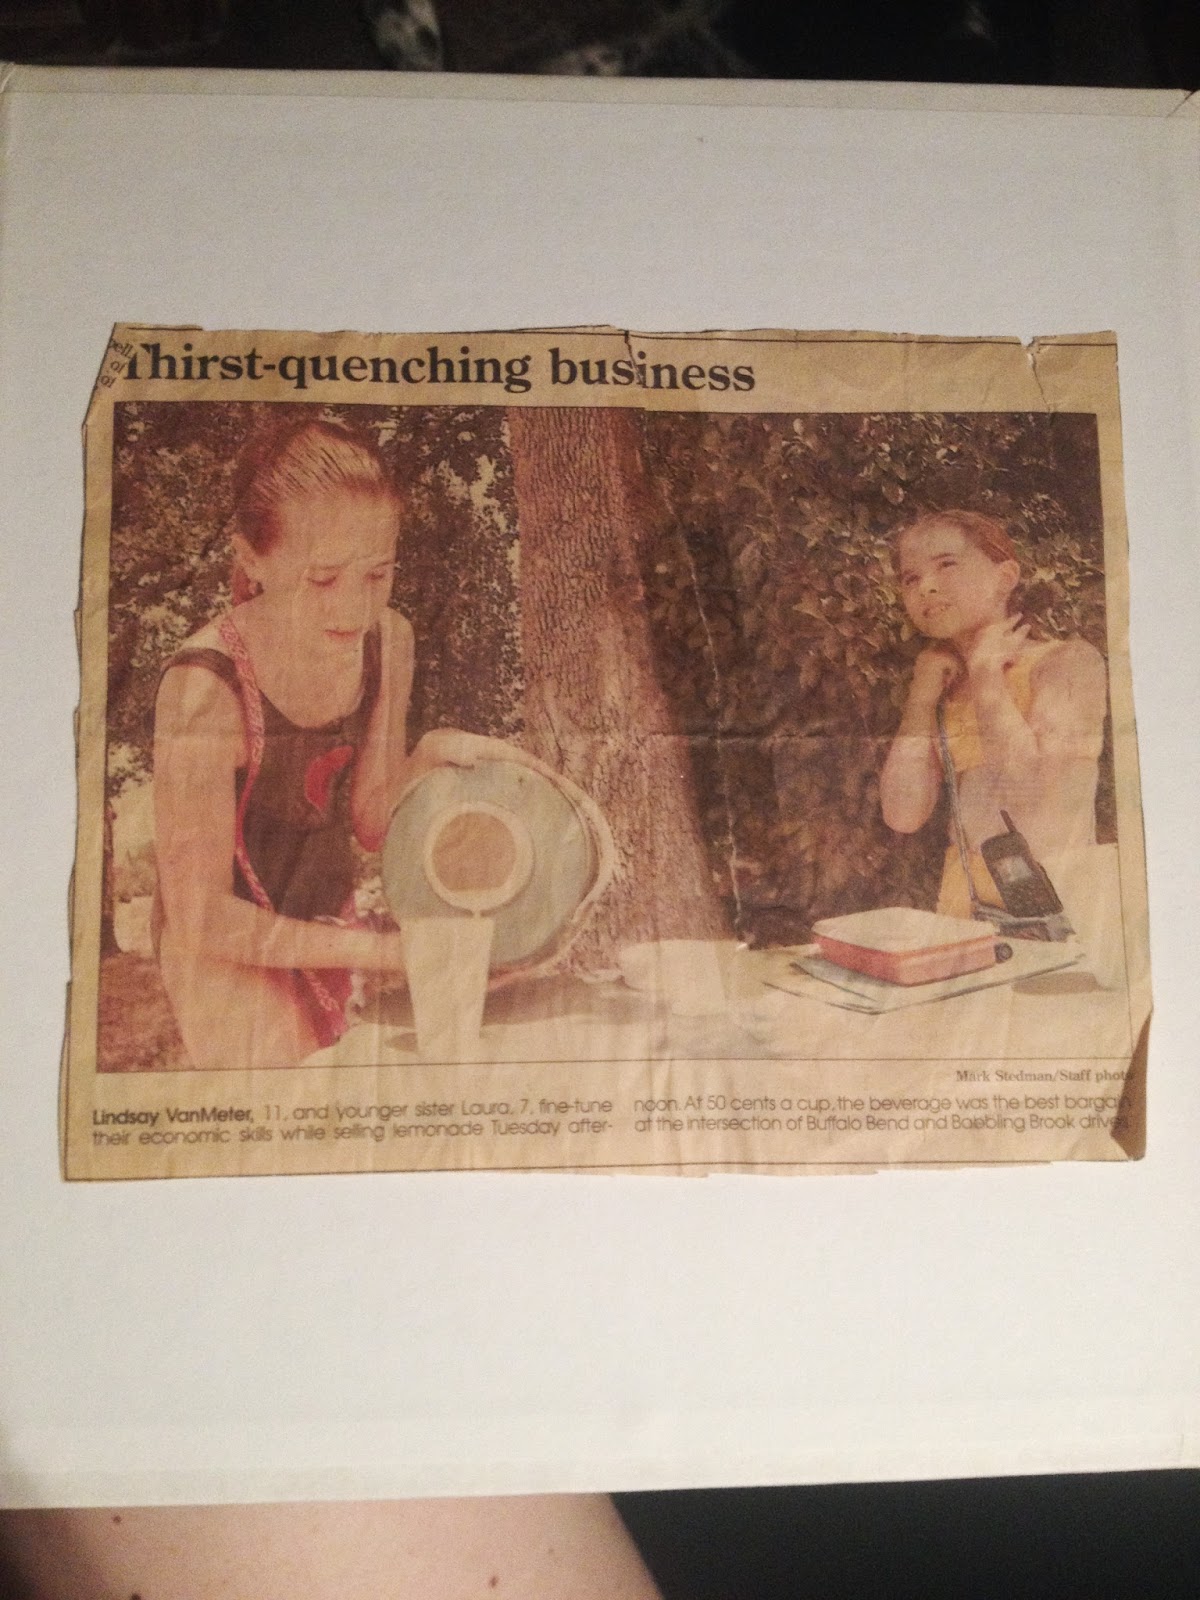 Thirst-quenching business
Mark Stedman/Staff photo
Lindsay VanMeter, 11, and younger sister Laura, 7, fine-tune
their economic skills while selling lemonade Tuesday after-
noon. At 50 cents a cup, the beverage was the best bargain
at the intersection of Buffalo Bend and Babbling Brook drives.